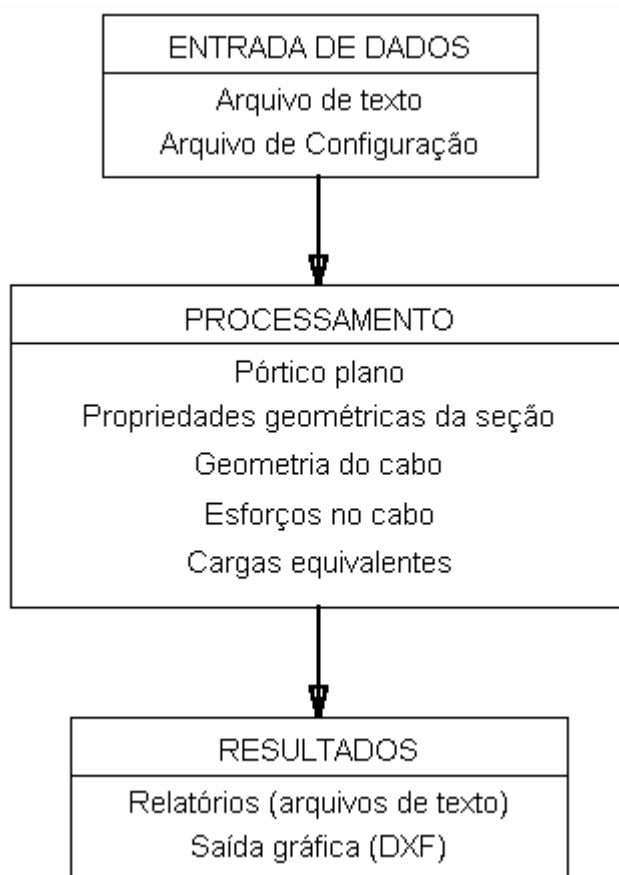 ENTRADA DE DADOS
Arquivo de texto
Arquivo de Configuração
PROCESSAMENTO
Pórtico plano
Propriedades geométricas da seção
Geometria do cabo
Esforços no cabo
Cargas equivalentes
RESULTADOS
Relatórios (arquivos de texto)
Saída gráfica (DXF)